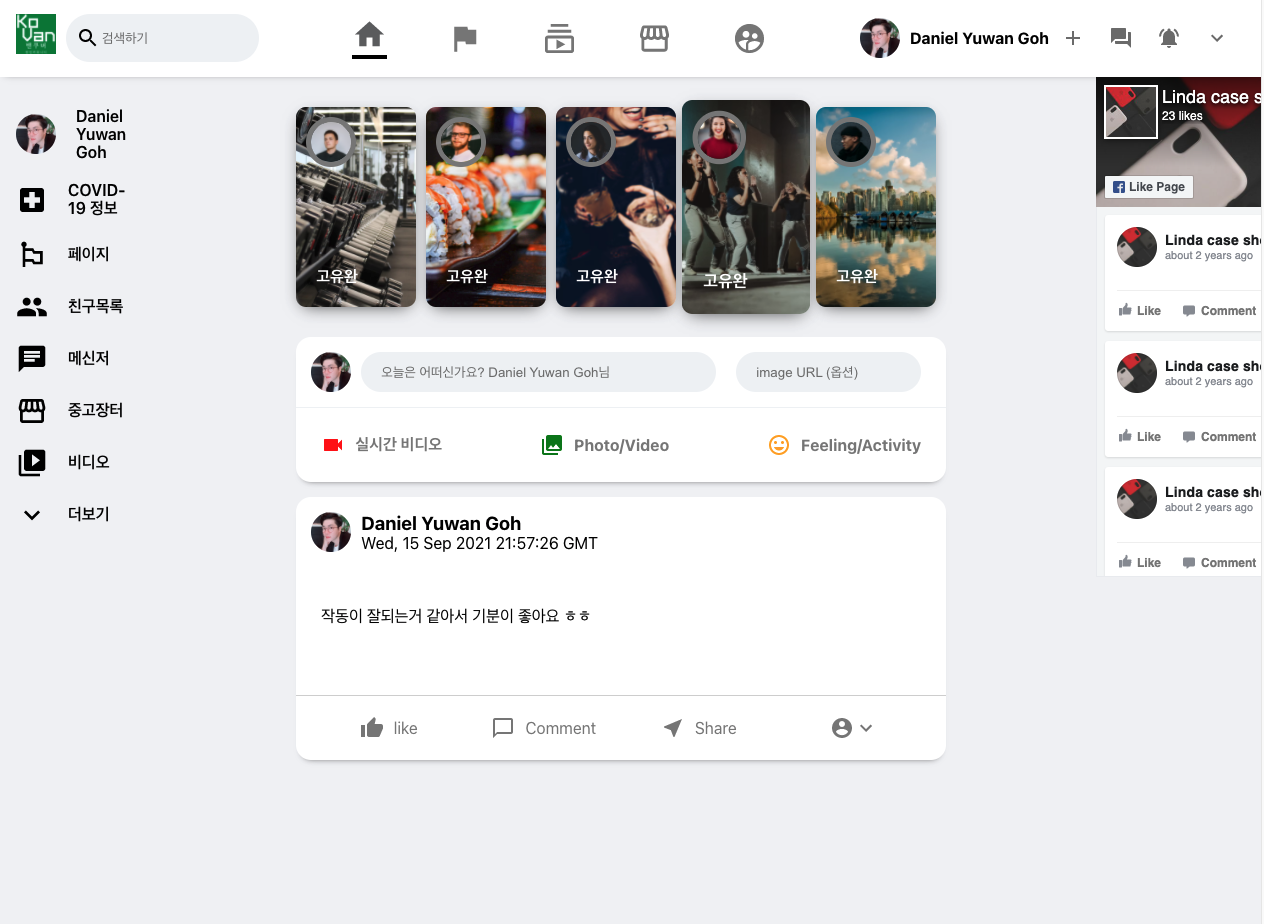 Ko
Van
밴쿠버
검색하기
Daniel Yuwan Goh
Daniel
Yuwan
Goh
COVID-
19 정보
페이지
친구목록
메신저
중고장터
비디오
더보기
고유완
고유완
고유완
고유완
고유완
오늘은 어떠신가요? Daniel Yuwan Goh님
image URL (옵션)
실시간 비디오
Photo/Video
Feeling/Activity
Daniel Yuwan Goh
Wed, 15 Sep 2021 21:57:26 GMT
작동이 잘되는거 같아서 기분이 좋아요 ㅎㅎ
like
Comment
Share
Linda case s
23 likes
Like Page
Linda case sho
about 2 years ago
Like
Comment
Linda case sho
about 2 years ago
Like
Comment
Linda case sho
about 2 years ago
Like
Comment